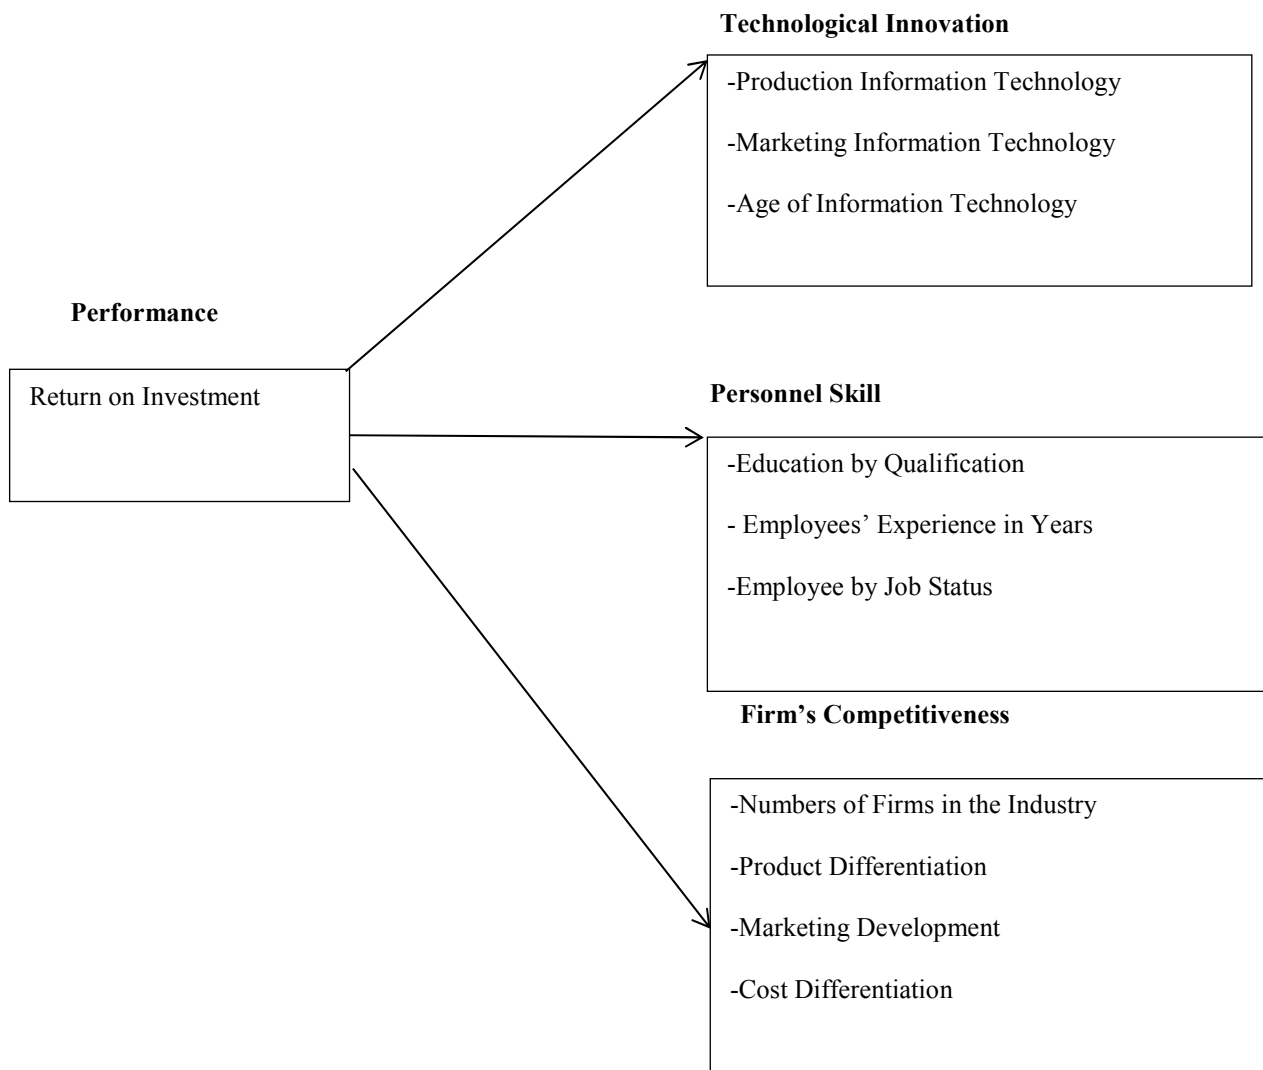 Technological Innovation
-Production Information Technology
-Marketing Information Technology
-Age of Information Technology
Performance
Return on Investment
Personnel Skill
-Education by Qualification
- Employees’ Experience in Years
-Employee by Job Status
Firm’s Competitiveness
-Numbers of Firms in the Industry
-Product Differentiation
-Marketing Development
-Cost Differentiation